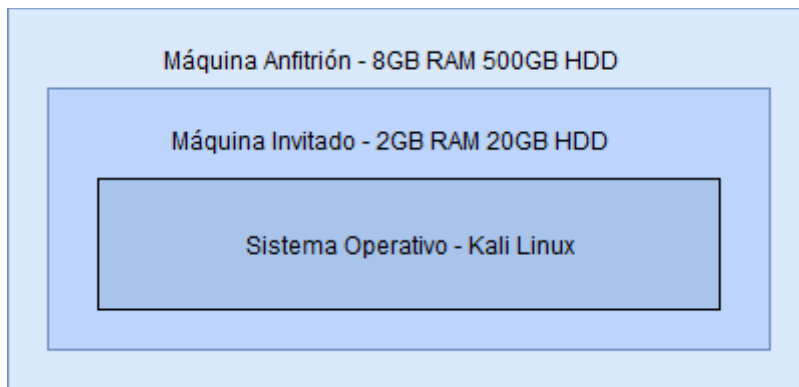 Máquina Anfitrión - 8GB RAM 500GB HDD
Máquina Invitado - 2GB RAM 20GB HDD
Sistema Operativo - Kali Linux